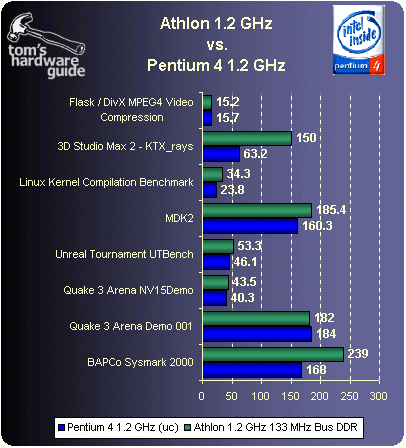 tom's
hardware
guide
Athlon 1.2 GHz
vs.
Pentium 4 1.2 GHz
intel
inside
pentium 4
Flask / DivX MPEG4 Video
Compression
15.2
15.7
3D Studio Max 2 - KTX_rays
150
63.2
Linux Kernel Compilation Benchmark
34.3
23.8
MDK2
185.4
160.3
Unreal Tournament UTBench
53.3
46.1
Quake 3 Arena NV15Demo
43.5
40.3
Quake 3 Arena Demo 001
182
184
BAPCo Sysmark 2000
239
168
0 50 100 150 200 250 300
Pentium 4 1.2 GHz (uc) Athlon 1.2 GHz 133 MHz Bus DDR